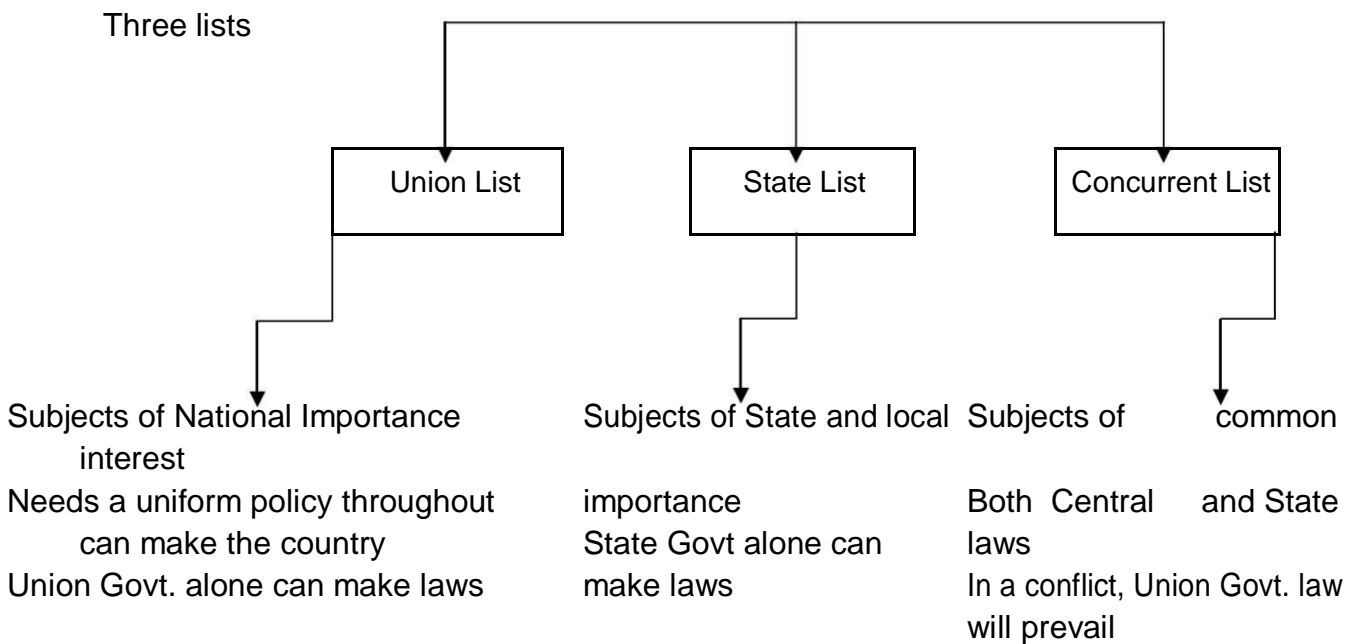 Three lists
Union List
State List
Concurrent List
Subjects of National Importance
interest
Needs a uniform policy throughout
can make the country
Union Govt. alone can make laws
Subjects of State and local
importance
State Govt alone can
make laws
Subjects of common
Both Central and State
laws
In a conflict, Union Govt. law
will prevail